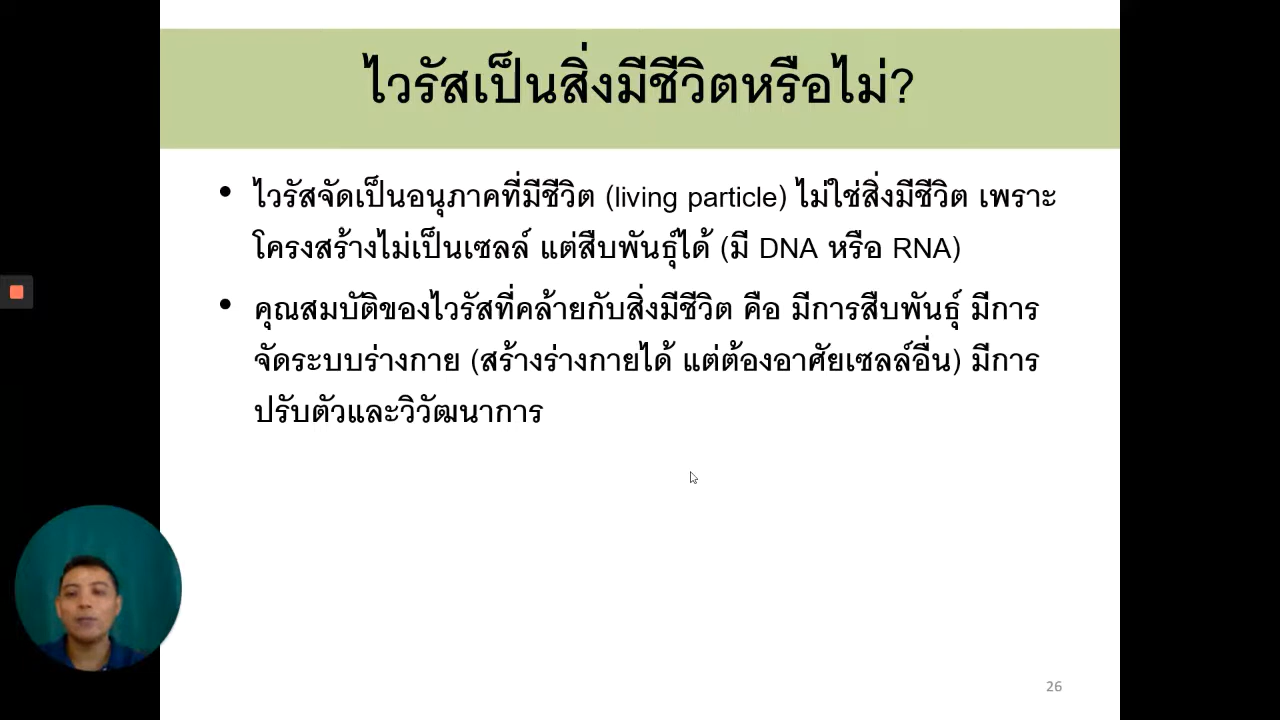 ไวรัสเป็นสิ่งมีชีวิตหรือไม่?
• ไวรัสจัดเป็นอนุภาคที่มีชีวิต (living particle) ไม่ใช่สิ่งมีชีวิต เพราะ
โครงสร้างไม่เป็นเซลล์ แต่สืบพันธุ์ได้ (มี DNA หรือ RNA)
• คุณสมบัติของไวรัสที่คล้ายกับสิ่งมีชีวิต คือ มีการสืบพันธุ์ มีการ
จัดระบบร่างกาย (สร้างร่างกายได้ แต่ต้องอาศัยเซลล์อื่น) มีการ
ปรับตัวและวิวัฒนาการ
26